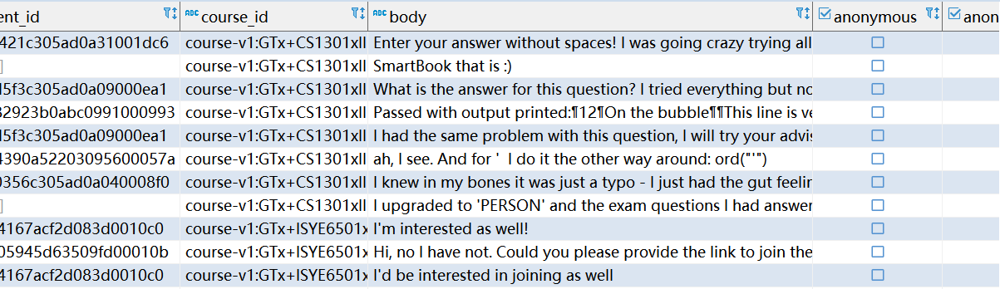 ent_id ABC course_id ABC body anonymous anon
421c305ad0a31001dc6 course-v1:GTx+CS1301xII Enter your answer without spaces! I was going crazy trying all
] course-v1:GTx+CS1301xII SmartBook that is :)
d5f3c305ad0a09000ea1 course-v1:GTx+CS1301xII What is the answer for this question? I tried everything but no
32923b0abc0991000993 course-v1:GTx+CS1301xII Passed with output printed:¶12¶On the bubble¶¶This line is ve
d5f3c305ad0a09000ea1 course-v1:GTx+CS1301xII I had the same problem with this question, I will try your advis
4390a52203095600057a course-v1:GTx+CS1301xII ah, I see. And for ' I do it the other way around: ord("'")
0356c305ad0a040008f0 course-v1:GTx+CS1301xII I knew in my bones it was just a typo - I just had the gut feelin
] course-v1:GTx+CS1301xII I upgraded to 'PERSON' and the exam questions I had answer
4167acf2d083d0010c0 course-v1:GTx+ISYE6501x I'm interested as well!
05945d63509fd00010b course-v1:GTx+ISYE6501x Hi, no I have not. Could you please provide the link to join the
4167acf2d083d0010c0 course-v1:GTx+ISYE6501x I'd be interested in joining as well